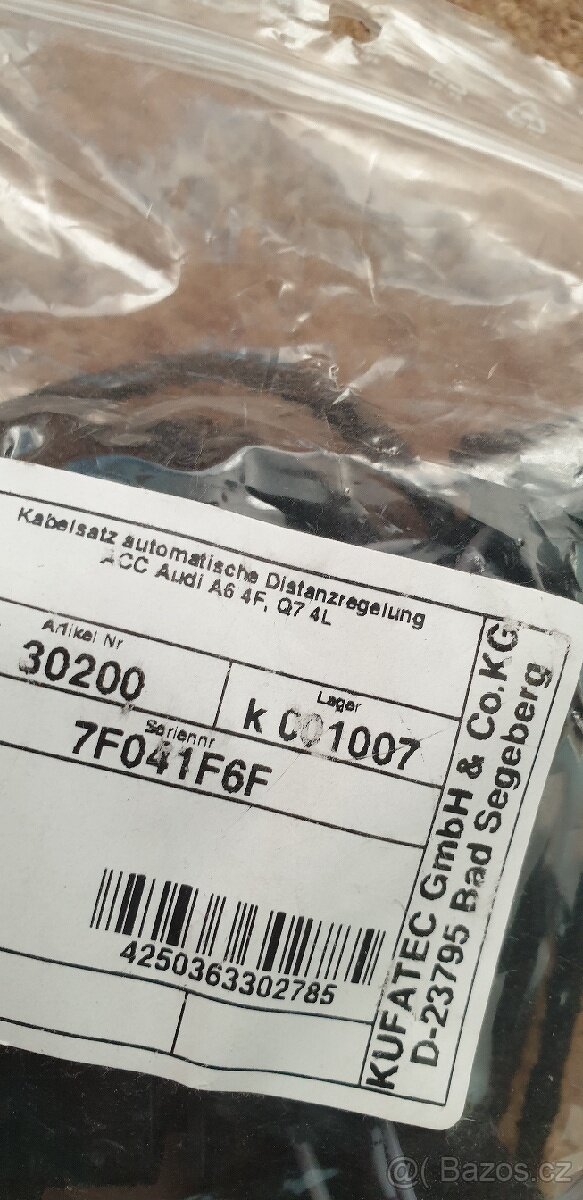 Kabelsatz automatische Distanzregelung
ACC Audi A6 4F, Q7 4L
Artikel Nr
30200
Lager
k 001007
Seriennr
7F041F6F
4250363302785
KUFATEC GmbH & Co.KG
D-23795 Bad Segeberg
@( Bazos.cz